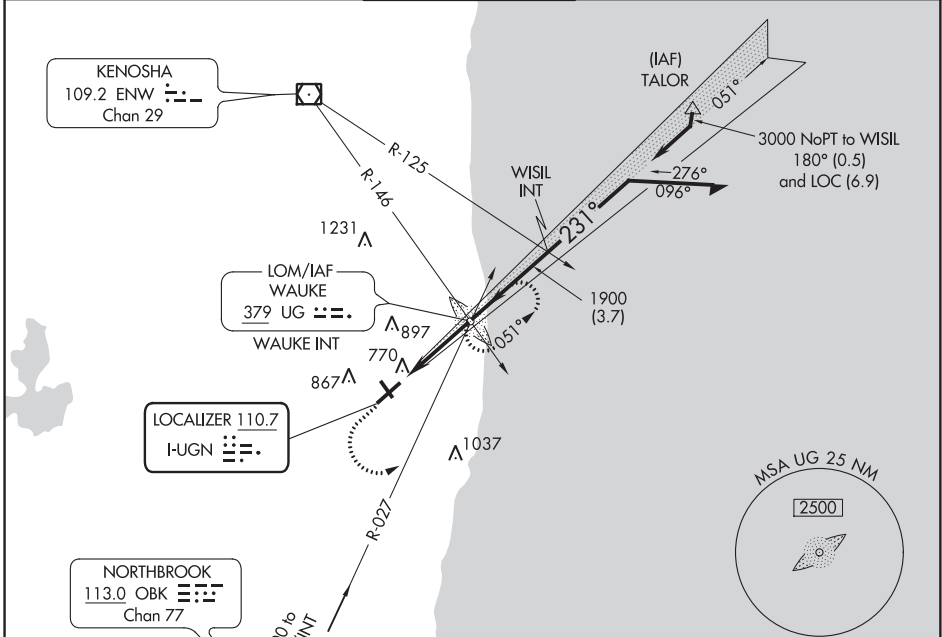 KENOSHA
109.2 ENW
Chan 29
R-125
R-146
1231
LOM/IAF
WAUKE
379 UG
WAUKE INT
897
770
867
LOCALIZER 110.7
I-UGN
1037
R-027
NORTHBROOK
113.0 OBK
Chan 77
(IAF)
TALOR
051°
3000 NoPT to WISIL
180° (0.5)
and LOC (6.9)
276°
096°
WISIL
INT
231°
1900
(3.7)
051°
MSA UG 25 NM
2500